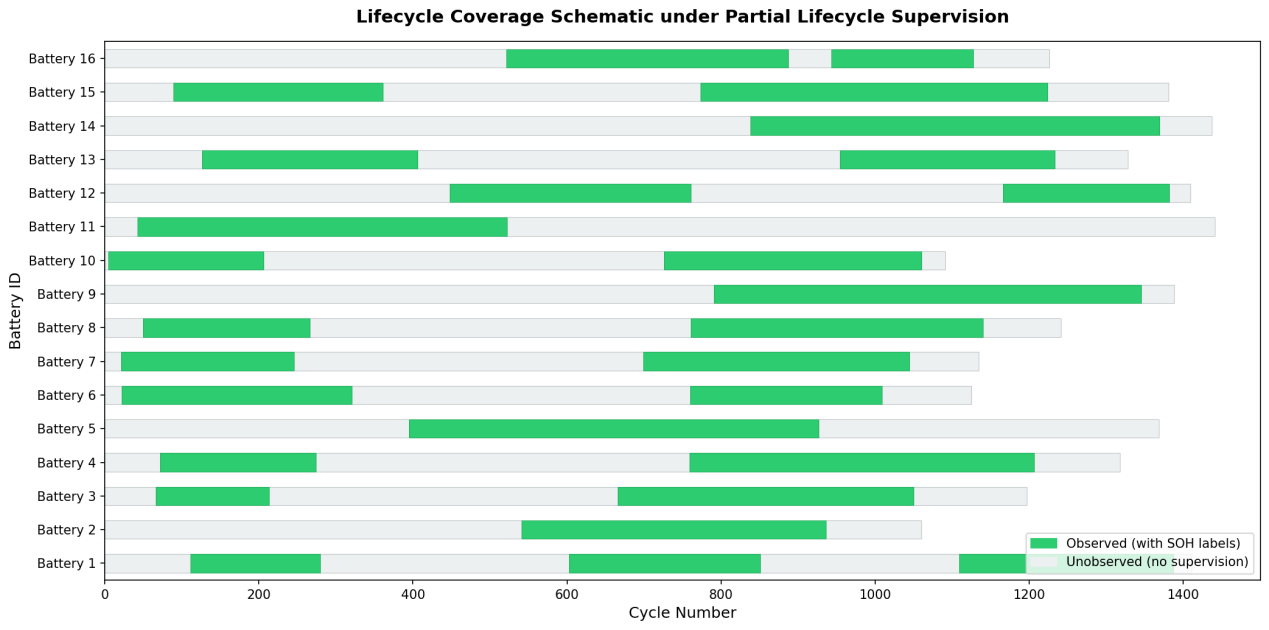 Lifecycle Coverage Schematic under Partial Lifecycle Supervision
Battery ID
Battery 16
Battery 15
Battery 14
Battery 13
Battery 12
Battery 11
Battery 10
Battery 9
Battery 8
Battery 7
Battery 6
Battery 5
Battery 4
Battery 3
Battery 2
Battery 1
Observed (with SOH labels)
Unobserved (no supervision)
0 200 400 600 800 1000 1200 1400
Cycle Number